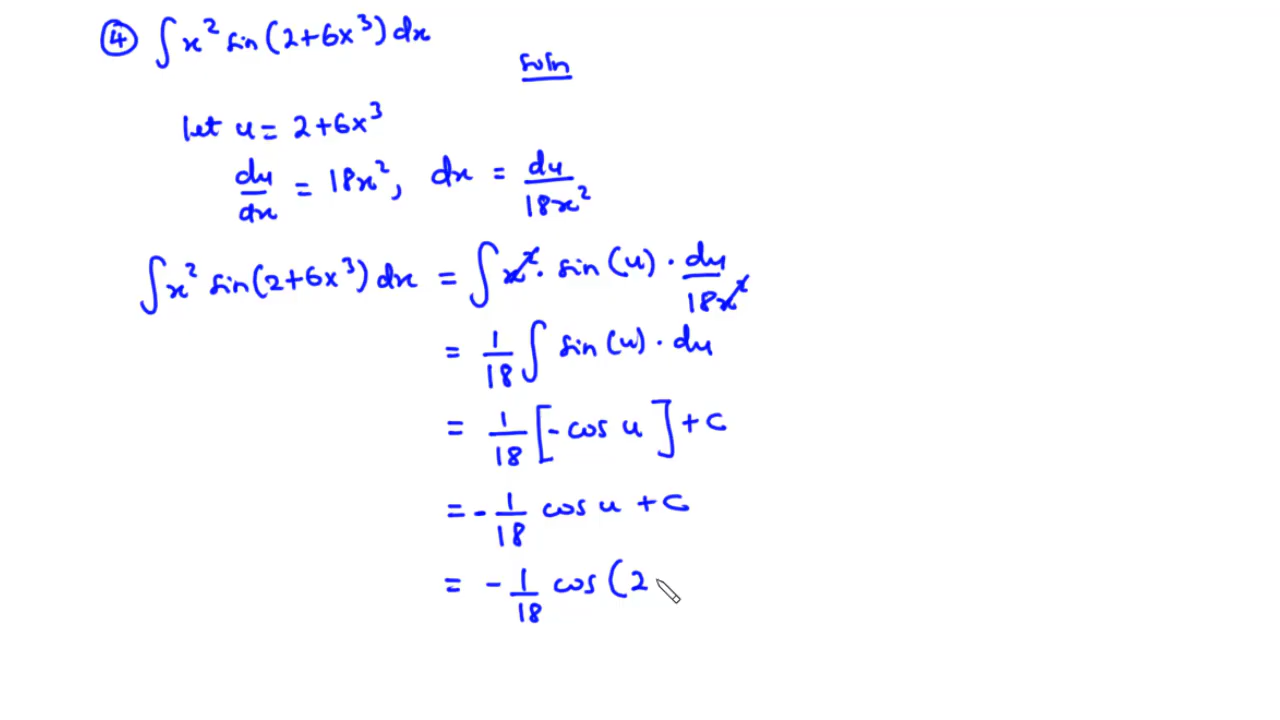 ④ ∫x² sin(2+6x³)dx
soln
let u = 2+6x³
du/dx = 18x², dx = du/18x²
∫x² sin(2+6x³)dx = ∫x². sin(u) · du/18x²
= 1/18 ∫ sin(u) · du
= 1/18 [- cos u] + c
= - 1/18 cos u + c
= - 1/18 cos (2